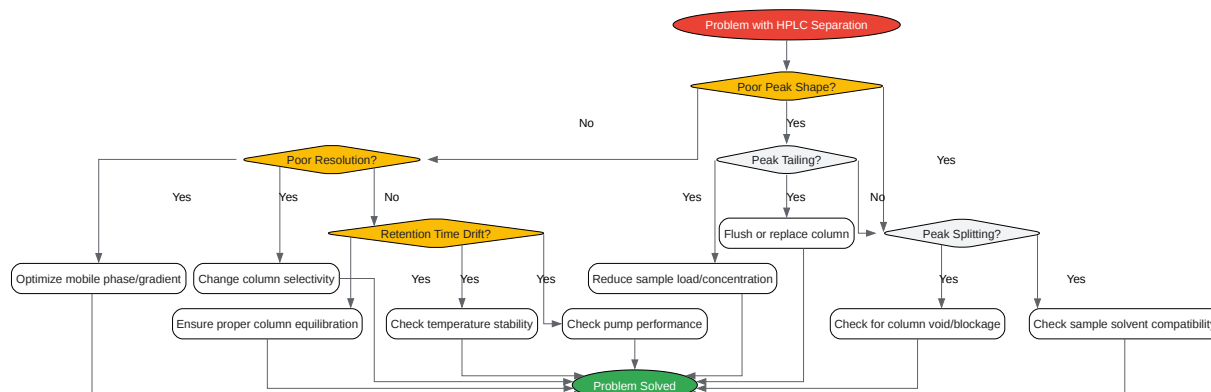 Problem with HPLC Separation
Poor Peak Shape?
No
Yes
Poor Resolution?
Peak Tailing?
Yes
Yes
Yes
No
Yes
Yes
No
Retention Time Drift?
Flush or replace column
Peak Splitting?
Optimize mobile phase/gradient
Change column selectivity
Yes
Yes
Yes
Reduce sample load/concentration
Yes
Yes
Ensure proper column equilibration
Check temperature stability
Check pump performance
Check for column void/blockage
Check sample solvent compatibility
Problem Solved